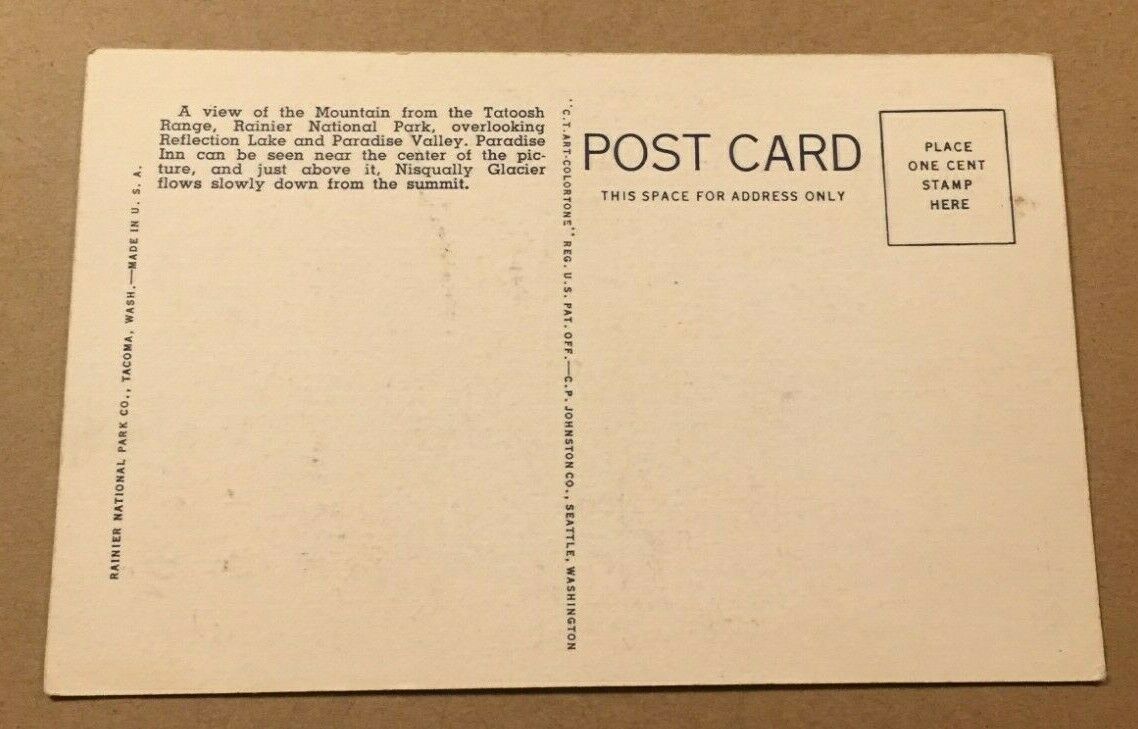 A view of the Mountain from the Tatoosh
Range, Rainier National Park, overlooking
Reflection Lake and Paradise Valley. Paradise
Inn can be seen near the center of the pic-
ture, and just above it, Nisqually Glacier
flows slowly down from the summit.
RAINIER NATIONAL PARK CO., TACOMA, WASH.—MADE IN U. S. A.
"C.T. ART-COLORTONE" REG. U.S. PAT. OFF.—C.P. JOHNSTON CO., SEATTLE, WASHINGTON
POST CARD
THIS SPACE FOR ADDRESS ONLY
PLACE
ONE CENT
STAMP
HERE